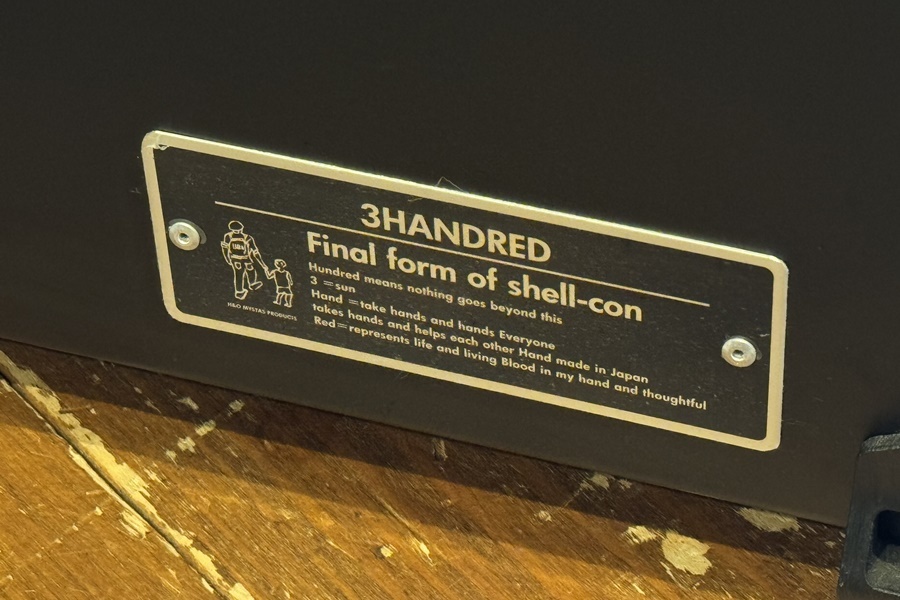 3HANDRED
Final form of shell-con
Hundred means nothing goes beyond this
3 =sun
Hand =take hands and hands Everyone
takes hands and helps each other Hand made in Japan
Red=represents life and living Blood in my hand and thoughtful
H&O MVSTAS PRODUCTS